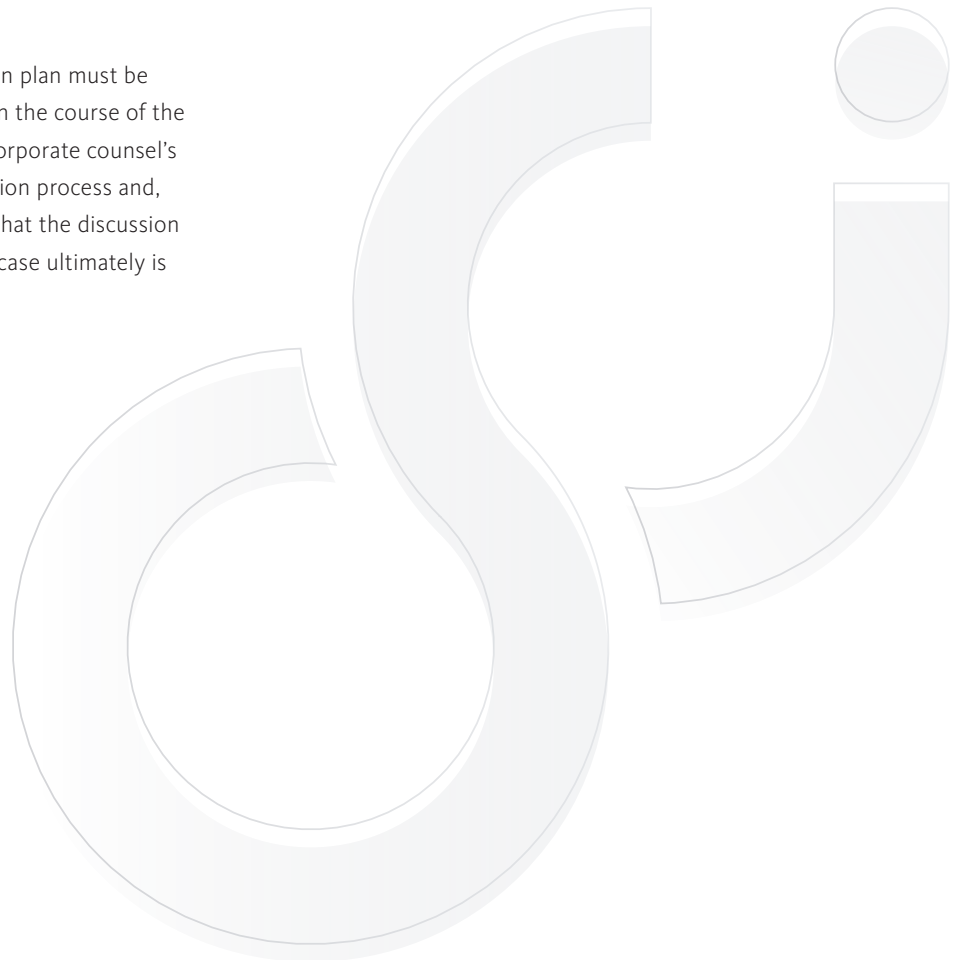 n plan must be
n the course of the
orporate counsel’s
ion process and,
hat the discussion
case ultimately is